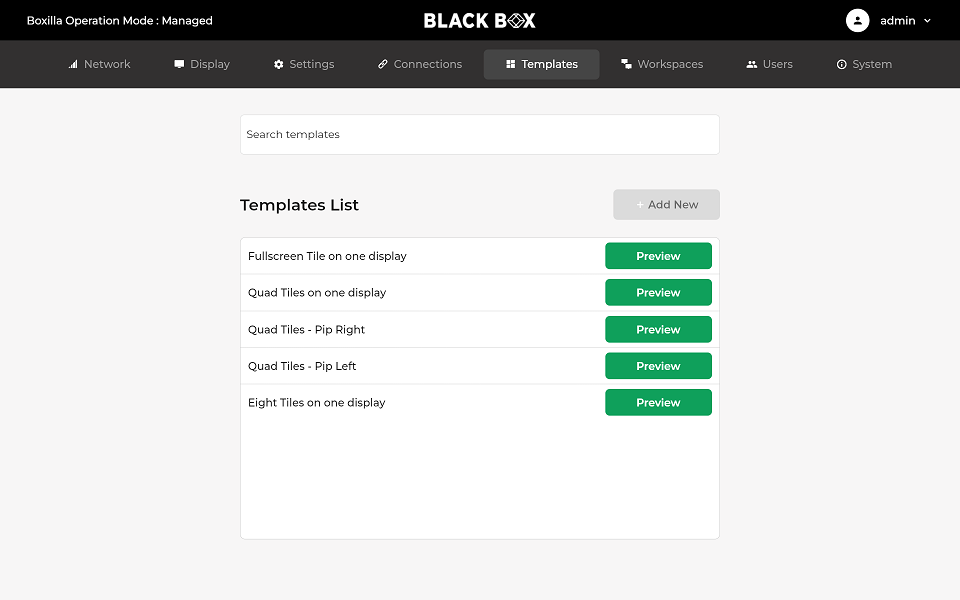 Boxilla Operation Mode : Managed
BLACK BOX
admin
Network
Display
Settings
Connections
Templates
Workspaces
Users
System
Search templates
Templates List
+ Add New
Fullscreen Tile on one display
Preview
Quad Tiles on one display
Preview
Quad Tiles - Pip Right
Preview
Quad Tiles - Pip Left
Preview
Eight Tiles on one display
Preview